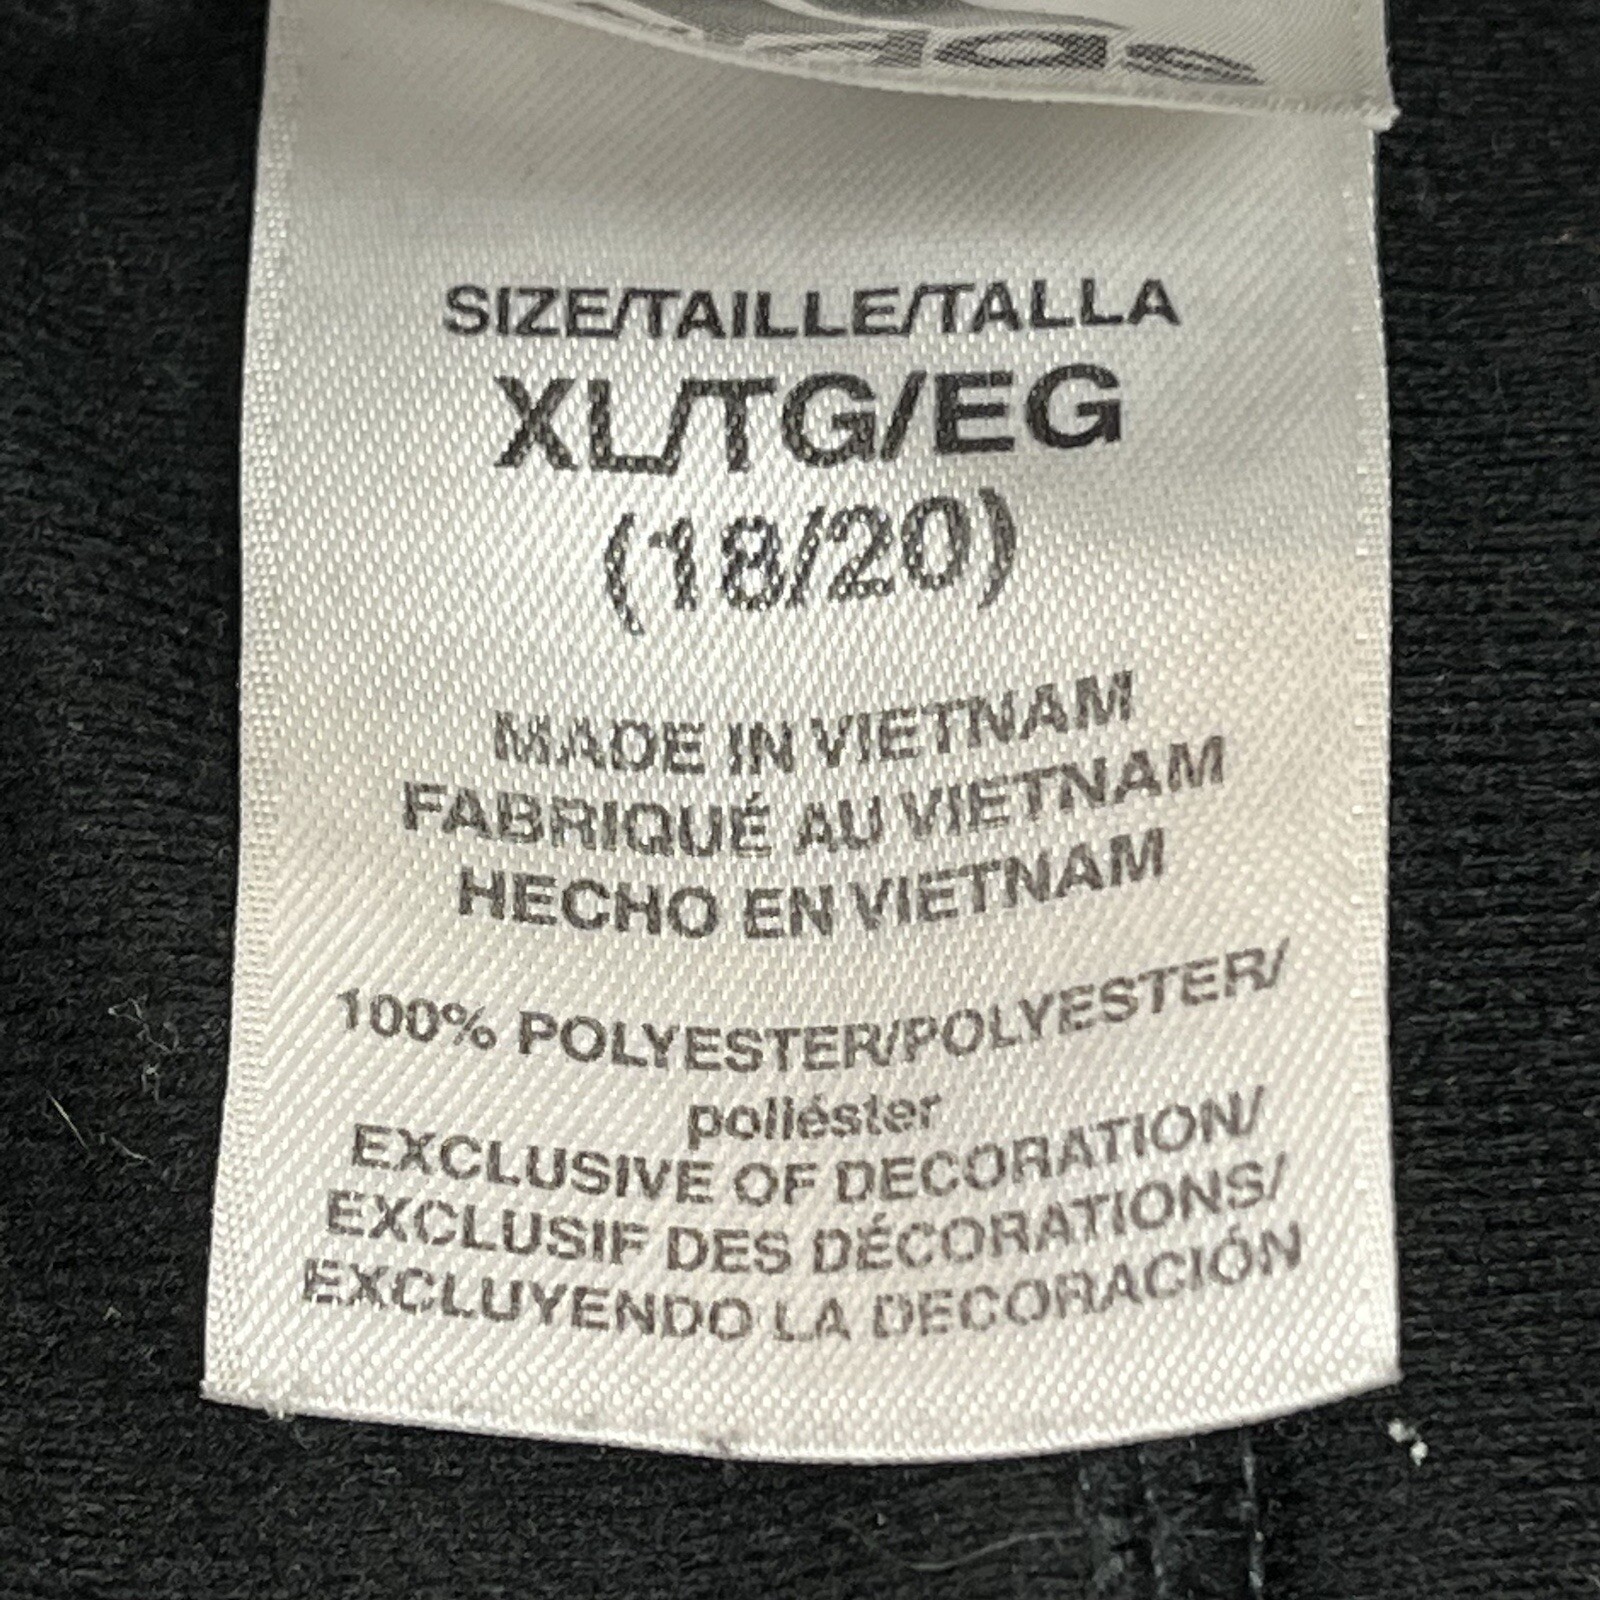 SIZE/TAILLE/TALLA
XL/TG/EG
(18/20)
MADE IN VIETNAM
FABRIQUÉ AU VIETNAM
HECHO EN VIETNAM
100% POLYESTER/POLYESTER/
poliéster
EXCLUSIVE OF DECORATION/
EXCLUSIF DES DÉCORATIONS/
EXCLUYENDO LA DECORACIÓN